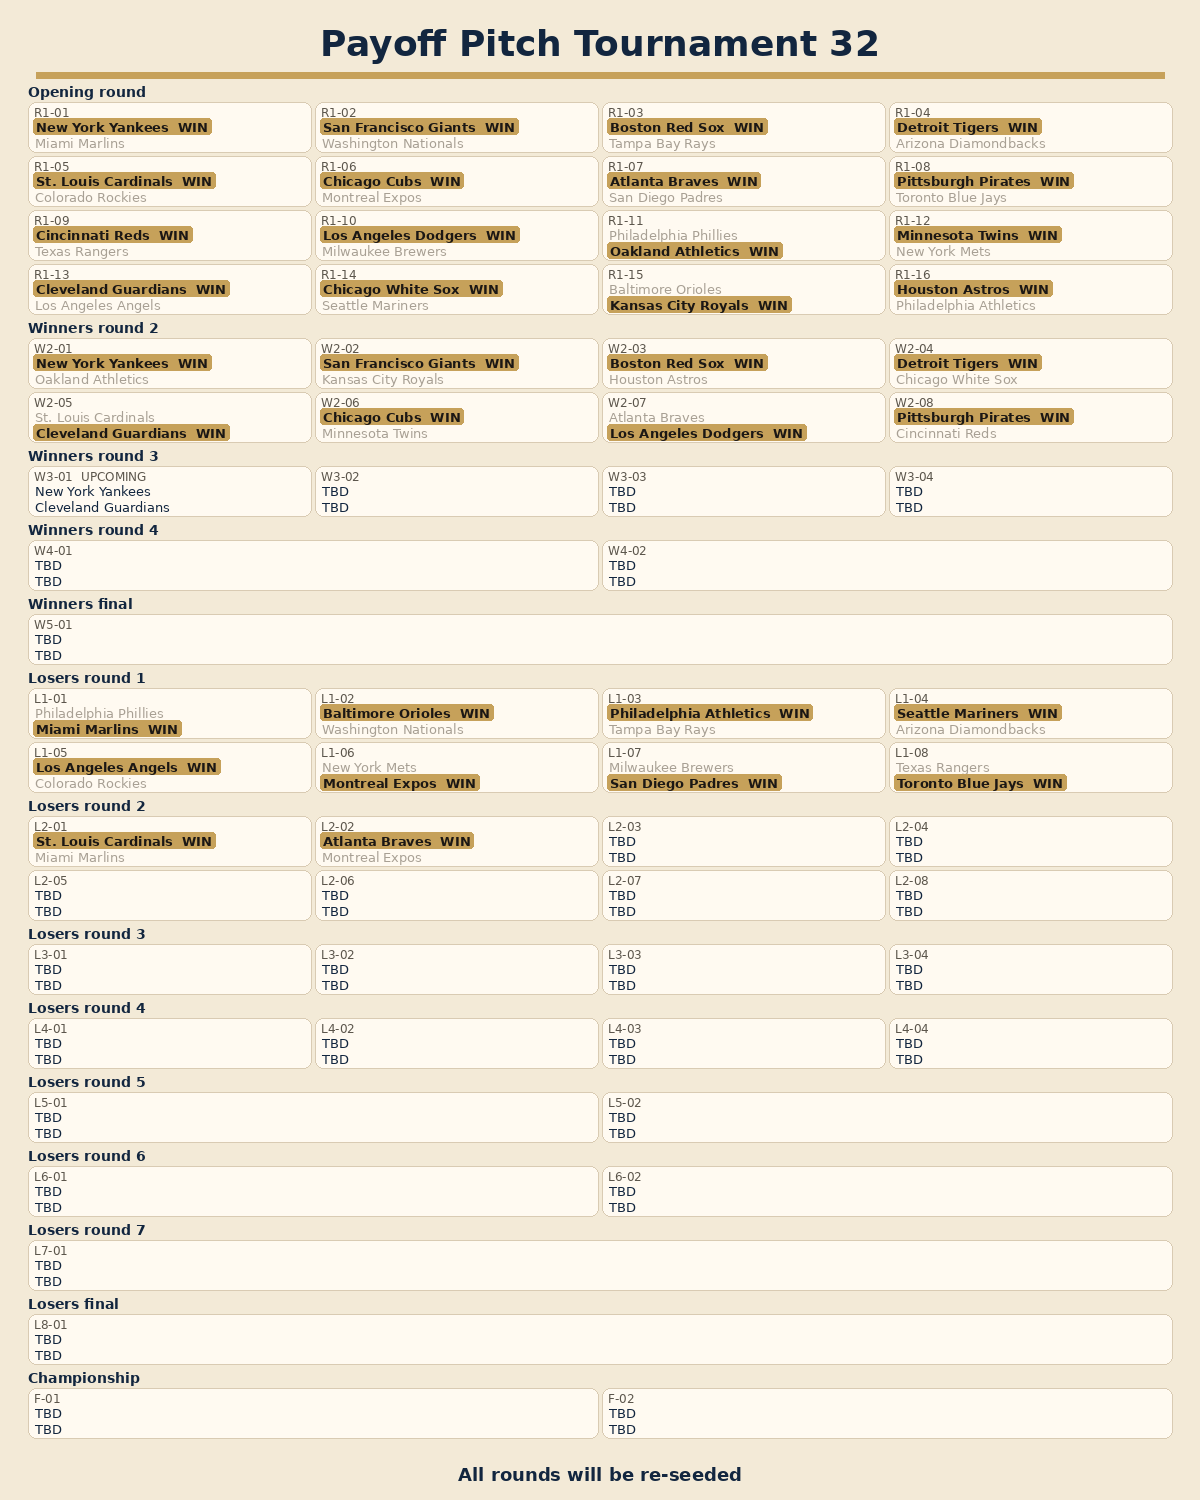 Payoff Pitch Tournament 32
Opening round
R1-01
New York Yankees WIN
Miami Marlins
R1-02
San Francisco Giants WIN
Washington Nationals
R1-03
Boston Red Sox WIN
Tampa Bay Rays
R1-04
Detroit Tigers WIN
Arizona Diamondbacks
R1-05
St. Louis Cardinals WIN
Colorado Rockies
R1-06
Chicago Cubs WIN
Montreal Expos
R1-07
Atlanta Braves WIN
San Diego Padres
R1-08
Pittsburgh Pirates WIN
Toronto Blue Jays
R1-09
Cincinnati Reds WIN
Texas Rangers
R1-10
Los Angeles Dodgers WIN
Milwaukee Brewers
R1-11
Philadelphia Phillies
Oakland Athletics WIN
R1-12
Minnesota Twins WIN
New York Mets
R1-13
Cleveland Guardians WIN
Los Angeles Angels
R1-14
Chicago White Sox WIN
Seattle Mariners
R1-15
Baltimore Orioles
Kansas City Royals WIN
R1-16
Houston Astros WIN
Philadelphia Athletics
Winners round 2
W2-01
New York Yankees WIN
Oakland Athletics
W2-02
San Francisco Giants WIN
Kansas City Royals
W2-03
Boston Red Sox WIN
Houston Astros
W2-04
Detroit Tigers WIN
Chicago White Sox
W2-05
St. Louis Cardinals
Cleveland Guardians WIN
W2-06
Chicago Cubs WIN
Minnesota Twins
W2-07
Atlanta Braves
Los Angeles Dodgers WIN
W2-08
Pittsburgh Pirates WIN
Cincinnati Reds
Winners round 3
W3-01 UPCOMING
New York Yankees
Cleveland Guardians
W3-02
TBD
TBD
W3-03
TBD
TBD
W3-04
TBD
TBD
Winners round 4
W4-01
TBD
TBD
W4-02
TBD
TBD
Winners final
W5-01
TBD
TBD
Losers round 1
L1-01
Philadelphia Phillies
Miami Marlins WIN
L1-02
Baltimore Orioles WIN
Washington Nationals
L1-03
Philadelphia Athletics WIN
Tampa Bay Rays
L1-04
Seattle Mariners WIN
Arizona Diamondbacks
L1-05
Los Angeles Angels WIN
Colorado Rockies
L1-06
New York Mets
Montreal Expos WIN
L1-07
Milwaukee Brewers
San Diego Padres WIN
L1-08
Texas Rangers
Toronto Blue Jays WIN
Losers round 2
L2-01
St. Louis Cardinals WIN
Miami Marlins
L2-02
Atlanta Braves WIN
Montreal Expos
L2-03
TBD
TBD
L2-04
TBD
TBD
L2-05
TBD
TBD
L2-06
TBD
TBD
L2-07
TBD
TBD
L2-08
TBD
TBD
Losers round 3
L3-01
TBD
TBD
L3-02
TBD
TBD
L3-03
TBD
TBD
L3-04
TBD
TBD
Losers round 4
L4-01
TBD
TBD
L4-02
TBD
TBD
L4-03
TBD
TBD
L4-04
TBD
TBD
Losers round 5
L5-01
TBD
TBD
L5-02
TBD
TBD
Losers round 6
L6-01
TBD
TBD
L6-02
TBD
TBD
Losers round 7
L7-01
TBD
TBD
Losers final
L8-01
TBD
TBD
Championship
F-01
TBD
TBD
F-02
TBD
TBD
All rounds will be re-seeded